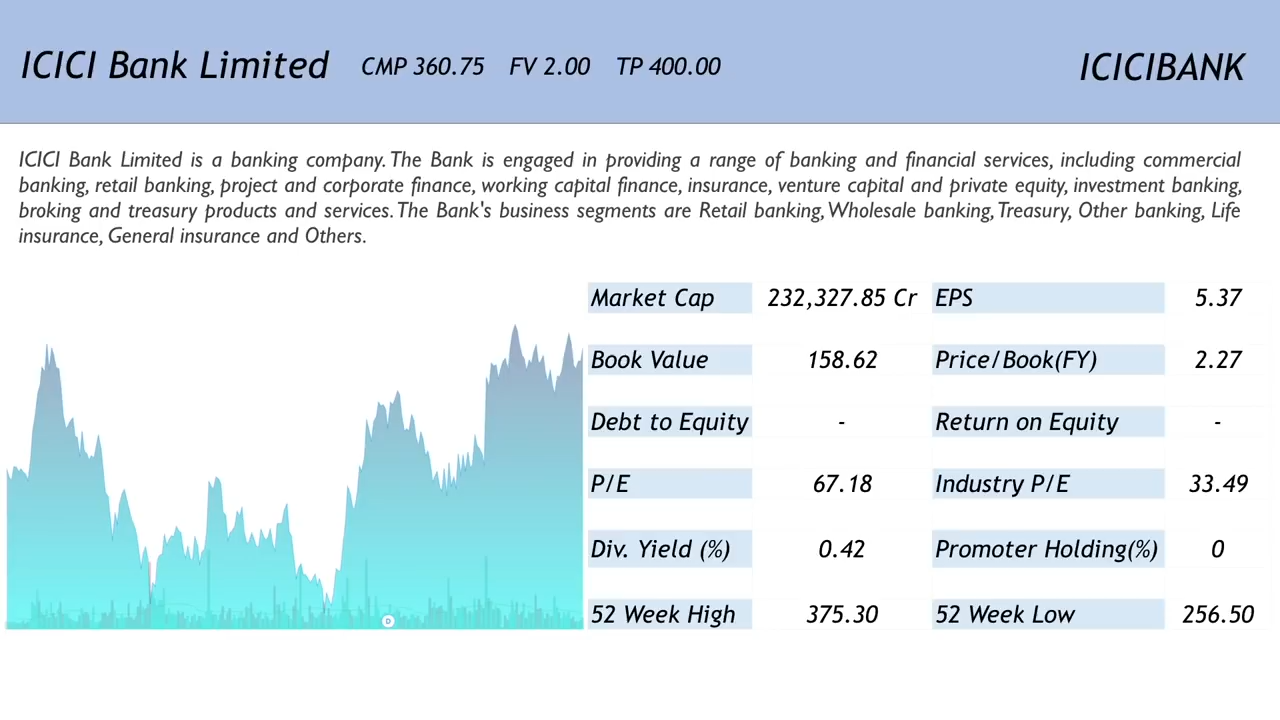 ICICI Bank Limited CMP 360.75 FV 2.00 TP 400.00 ICICIBANK
ICICI Bank Limited is a banking company. The Bank is engaged in providing a range of banking and financial services, including commercial
banking, retail banking, project and corporate finance, working capital finance, insurance, venture capital and private equity, investment banking,
broking and treasury products and services. The Bank's business segments are Retail banking, Wholesale banking, Treasury, Other banking, Life
insurance, General insurance and Others.
Market Cap 232,327.85 Cr EPS 5.37
Book Value 158.62 Price/Book(FY) 2.27
Debt to Equity - Return on Equity -
P/E 67.18 Industry P/E 33.49
Div. Yield (%) 0.42 Promoter Holding(%) 0
52 Week High 375.30 52 Week Low 256.50
D